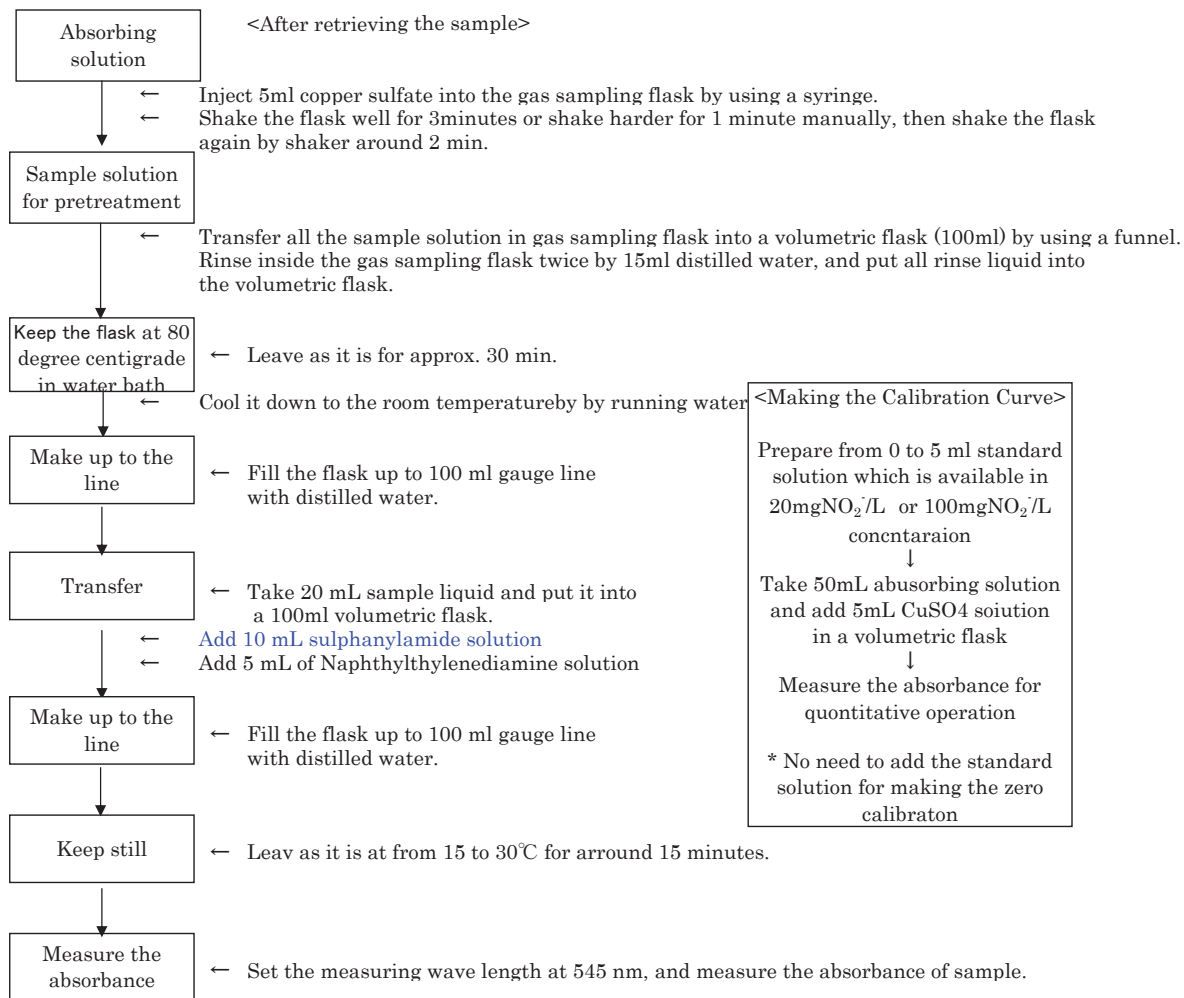 Absorbing
solution
<After retrieving the sample>
← Inject 5ml copper sulfate into the gas sampling flask by using a syringe.
← Shake the flask well for 3minutes or shake harder for 1 minute manually, then shake the flask
again by shaker around 2 min.
Sample solution
for pretreatment
← Transfer all the sample solution in gas sampling flask into a volumetric flask (100ml) by using a funnel.
Rinse inside the gas sampling flask twice by 15ml distilled water, and put all rinse liquid into
the volumetric flask.
Keep the flask at 80
degree centigrade
in water bath
← Leave as it is for approx. 30 min.
← Cool it down to the room temperatureby by running water
Make up to the
line
← Fill the flask up to 100 ml gauge line
with distilled water.
Transfer
← Take 20 mL sample liquid and put it into
a 100ml volumetric flask.
← Add 10 mL sulphanylamide solution
← Add 5 mL of Naphthylthylenediamine solution
Make up to the
line
← Fill the flask up to 100 ml gauge line
with distilled water.
Keep still
← Leav as it is at from 15 to 30℃ for arround 15 minutes.
Measure the
absorbance
← Set the measuring wave length at 545 nm, and measure the absorbance of sample.
<Making the Calibration Curve>
Prepare from 0 to 5 ml standard
solution which is available in
20mgNO₂⁻/L or 100mgNO₂⁻/L
concntaraion
↓
Take 50mL abusorbing solution
and add 5mL CuSO4 soiution
in a volumetric flask
↓
Measure the absorbance for
quontitative operation
* No need to add the standard
solution for making the zero
calibraton